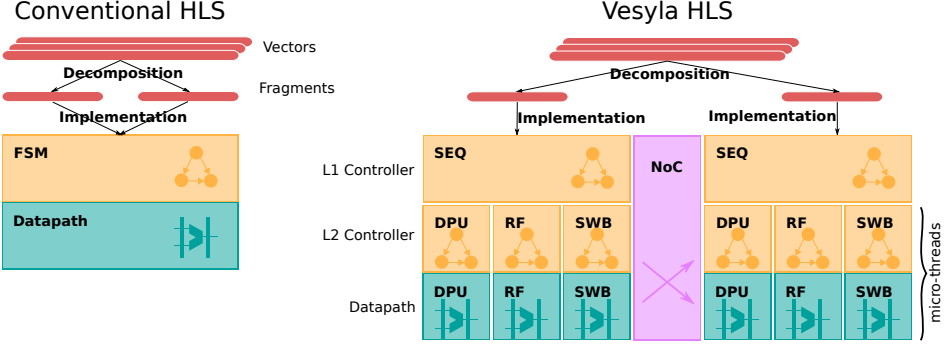 Conventional HLS
Vesyla HLS
Vectors
Decomposition
Decomposition
Fragments
Implementation
Implementation
Implementation
FSM
Datapath
L1 Controller
SEQ
NoC
SEQ
L2 Controller
DPU
RF
SWB
DPU
RF
SWB
Datapath
DPU
RF
SWB
DPU
RF
SWB
micro-threads